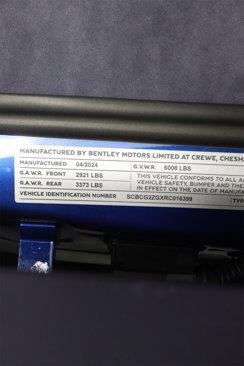 MANUFACTURED BY BENTLEY MOTORS LIMITED AT CREWE, CHESH
MANUFACTURED 04/2024 G.V.W.R. 6008 LBS
G.A.W.R. FRONT 2921 LBS THIS VEHICLE CONFORMS TO ALL A
G.A.W.R. REAR 3373 LBS VEHICLE SAFETY, BUMPER AND THE
IN EFFECT ON THE DATE OF MANUFA
VEHICLE IDENTIFICATION NUMBER SCBCG2ZGXRC016399 TYP